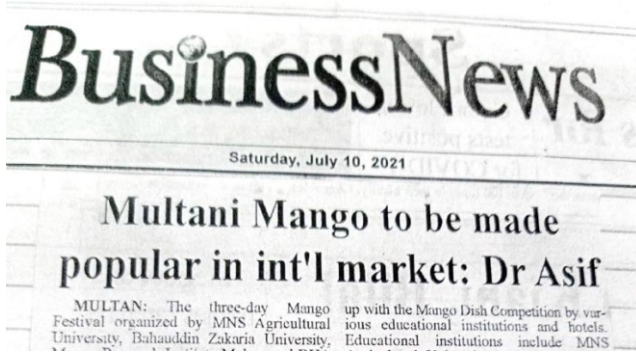 BusinessNews
Saturday, July 10, 2021
Multani Mango to be made
popular in int'l market: Dr Asif
MULTAN: The three-day Mango
Festival organized by MNS Agricultural
University, Bahauddin Zakaria University,
up with the Mango Dish Competition by var-
ious educational institutions and hotels.
Educational institutions include MNS